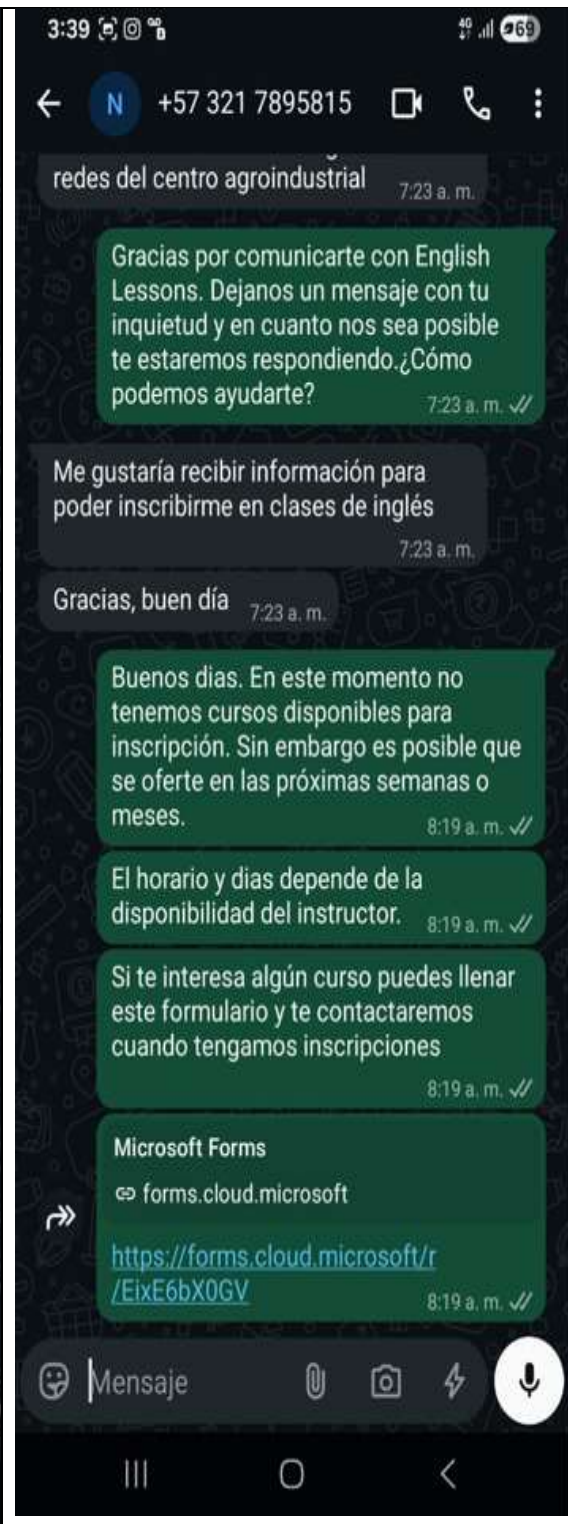 3:39
4G 69
N +57 321 7895815
redes del centro agroindustrial
7:23 a. m.
Gracias por comunicarte con English
Lessons. Dejanos un mensaje con tu
inquietud y en cuanto nos sea posible
te estaremos respondiendo.¿Cómo
podemos ayudarte?
7:23 a. m.
Me gustaría recibir información para
poder inscribirme en clases de inglés
7:23 a. m.
Gracias, buen día 7:23 a. m.
Buenos dias. En este momento no
tenemos cursos disponibles para
inscripción. Sin embargo es posible que
se oferte en las próximas semanas o
meses.
8:19 a. m.
El horario y dias depende de la
disponibilidad del instructor. 8:19 a. m.
Si te interesa algún curso puedes llenar
este formulario y te contactaremos
cuando tengamos inscripciones
8:19 a. m.
Microsoft Forms
forms.cloud.microsoft
https://forms.cloud.microsoft/r
/EixE6bX0GV
8:19 a. m.
Mensaje